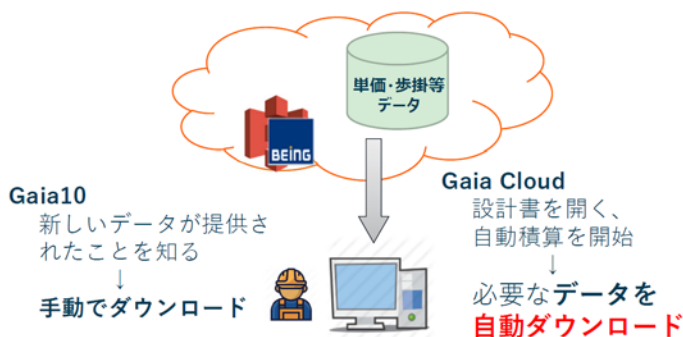 単価・歩掛等
データ
BEING
Gaia10
新しいデータが提供さ
れたことを知る
↓
手動でダウンロード
Gaia Cloud
設計書を開く、
自動積算を開始
↓
必要なデータを
自動ダウンロード